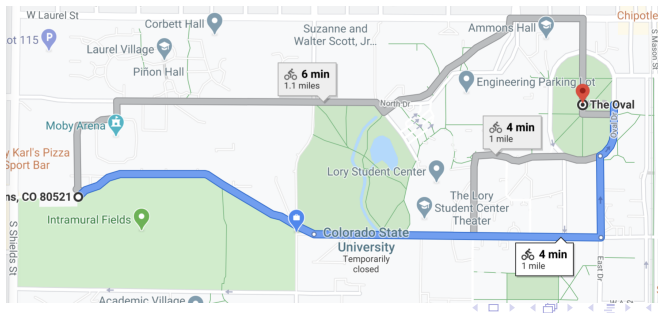 W Laurel St
Corbett Hall
Suzanne and
Walter Scott, Jr...
Ammons Hall
Chipotle
S Mason St
ot 115
P
Laurel Village
Piñon Hall
6 min
1.1 miles
Engineering Parking Lot
North Dr
The Oval
Moby Arena
4 min
1 mile
y Karl's Pizza
Sport Bar
Lory Student Center
ns, CO 80521
The Lory
Student Center
Theater
Intramural Fields
Colorado State
University
Temporarily
closed
S Shields St
4 min
1 mile
East Dr
Academic Village